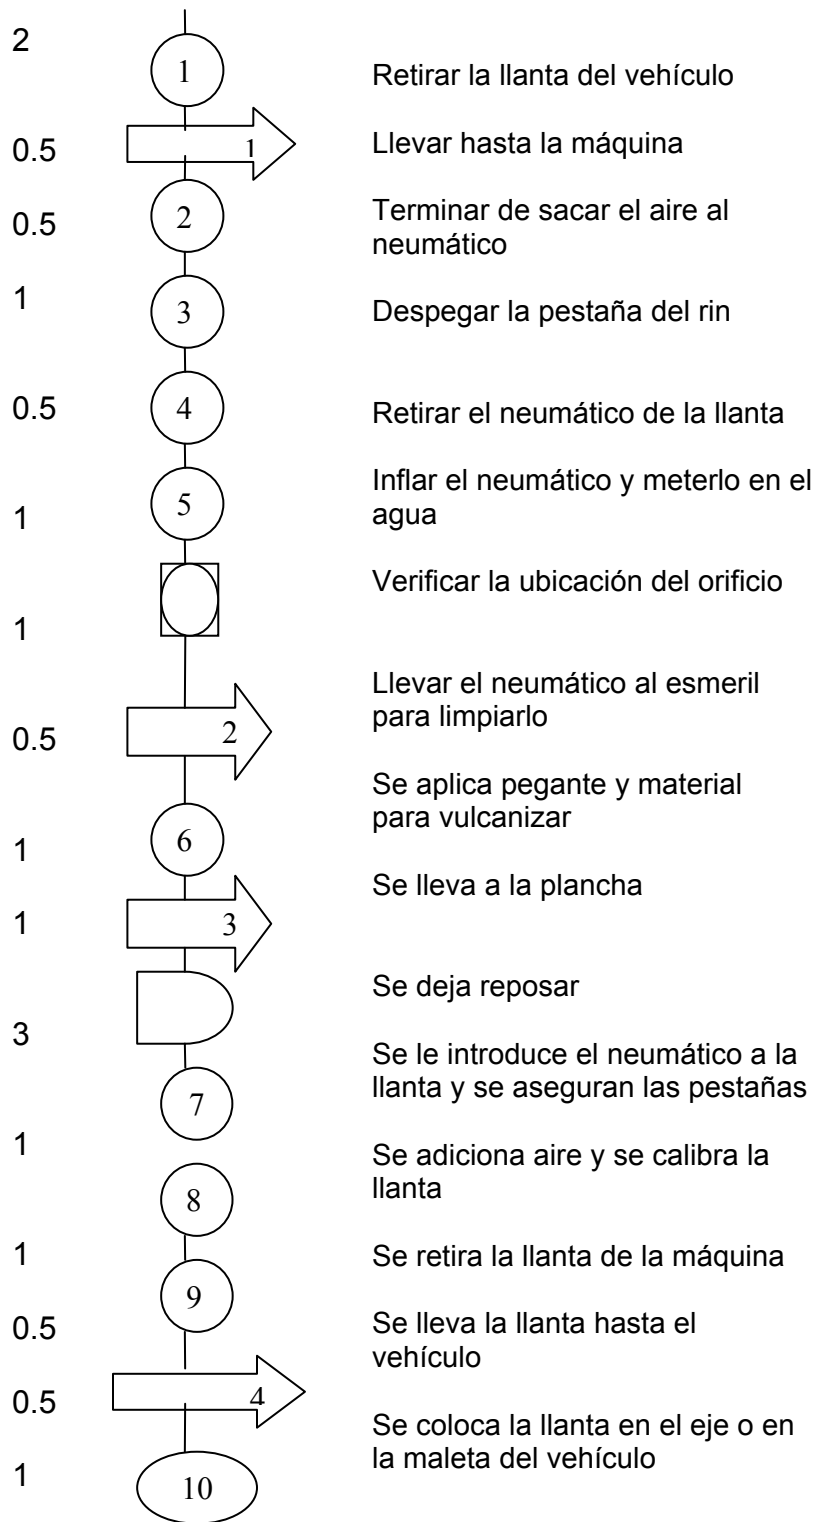 2
1
Retirar la llanta del vehículo
0.5
1
Llevar hasta la máquina
0.5
2
Terminar de sacar el aire al
neumático
1
3
Despegar la pestaña del rin
0.5
4
Retirar el neumático de la llanta
1
5
Inflar el neumático y meterlo en el
agua
1
Verificar la ubicación del orificio
0.5
2
Llevar el neumático al esmeril
para limpiarlo
1
6
Se aplica pegante y material
para vulcanizar
1
3
Se lleva a la plancha
3
Se deja reposar
1
7
Se le introduce el neumático a la
llanta y se aseguran las pestañas
1
8
Se adiciona aire y se calibra la
llanta
0.5
9
Se retira la llanta de la máquina
0.5
4
Se lleva la llanta hasta el
vehículo
1
10
Se coloca la llanta en el eje o en
la maleta del vehículo